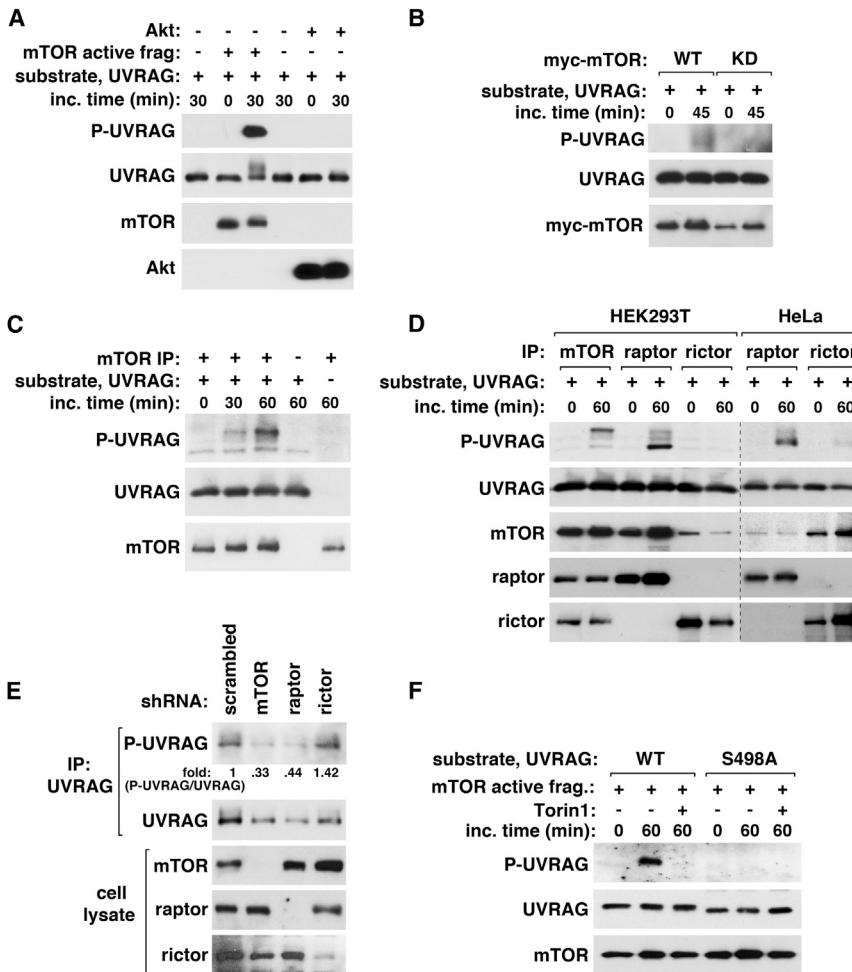 A
Akt: - - - - + +
mTOR active frag: - + + - - -
substrate, UVRAG: + + + + + +
inc. time (min): 30 0 30 30 0 30
P-UVRAG
UVRAG
mTOR
Akt
B
myc-mTOR: WT KD
substrate, UVRAG: + + + +
inc. time (min): 0 45 0 45
P-UVRAG
UVRAG
myc-mTOR
C
mTOR IP: + + + - +
substrate, UVRAG: + + + + -
inc. time (min): 0 30 60 60 60
P-UVRAG
UVRAG
mTOR
D
HEK293T HeLa
IP: mTOR raptor rictor raptor rictor
substrate, UVRAG: + + + + + + + + + +
inc. time (min): 0 60 0 60 0 60 0 60 0 60
P-UVRAG
UVRAG
mTOR
raptor
rictor
E
shRNA: scrambled mTOR raptor rictor
IP: UVRAG
P-UVRAG
fold: 1 .33 .44 1.42
(P-UVRAG/UVRAG)
UVRAG
cell lysate
mTOR
raptor
rictor
F
substrate, UVRAG: WT S498A
mTOR active frag.: + + + + + +
Torin1: - - + - - +
inc. time (min): 0 60 60 0 60 60
P-UVRAG
UVRAG
mTOR